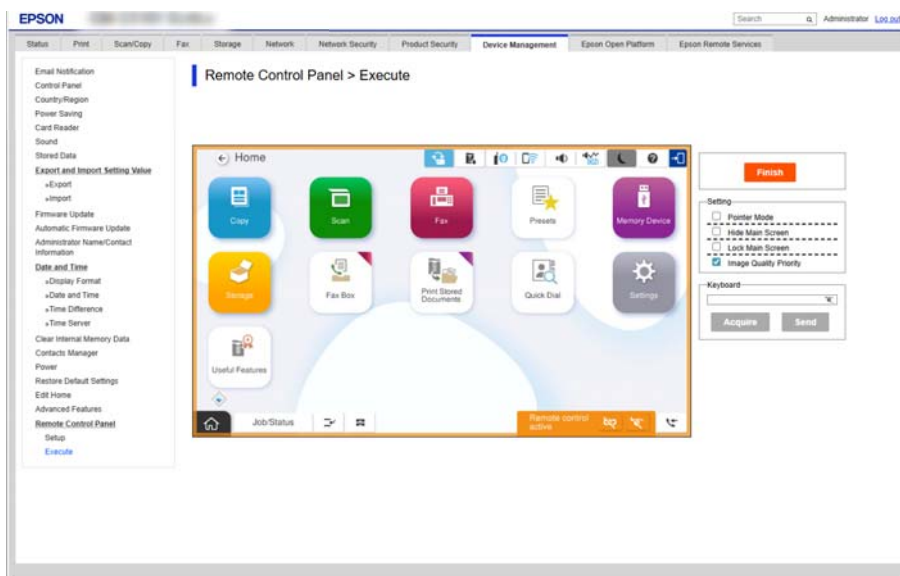 EPSON
Search
Administrator Log out
Status Print Scan/Copy Fax Storage Network Network Security Product Security Device Management Epson Open Platform Epson Remote Services
Email Notification
Control Panel
Country/Region
Power Saving
Card Reader
Sound
Stored Data
Export and Import Setting Value
»Export
»Import
Firmware Update
Automatic Firmware Update
Administrator Name/Contact
Information
Date and Time
»Display Format
»Date and Time
»Time Difference
»Time Server
Clear Internal Memory Data
Contacts Manager
Power
Restore Default Settings
Edit Home
Advanced Features
Remote Control Panel
Setup
Execute
Remote Control Panel > Execute
Home
Copy
Scan
Fax
Presets
Memory Device
Storage
Fax Box
Print Stored
Documents
Quick Dial
Settings
Useful Features
Job/Status
Remote control
active
Finish
Setting
Pointer Mode
Hide Main Screen
Lock Main Screen
Image Quality Priority
Keyboard
Acquire
Send